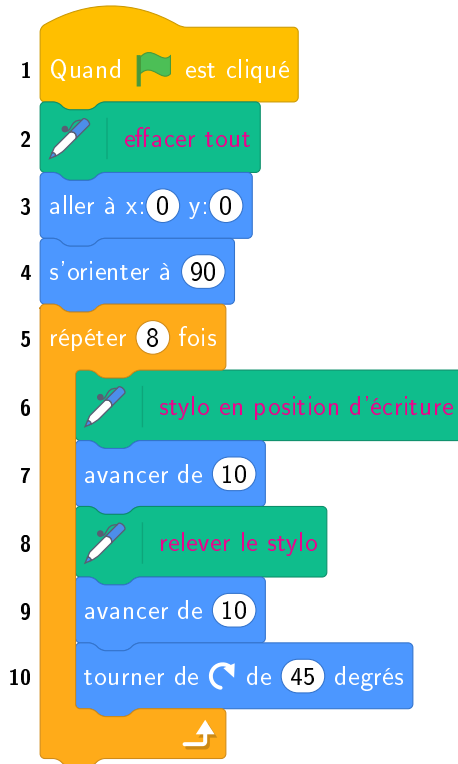 1 Quand est cliqué
2 effacer tout
3 aller à x: 0 y: 0
4 s'orienter à 90
5 répéter 8 fois
6 stylo en position d'écriture
7 avancer de 10
8 relever le stylo
9 avancer de 10
10 tourner de de 45 degrés